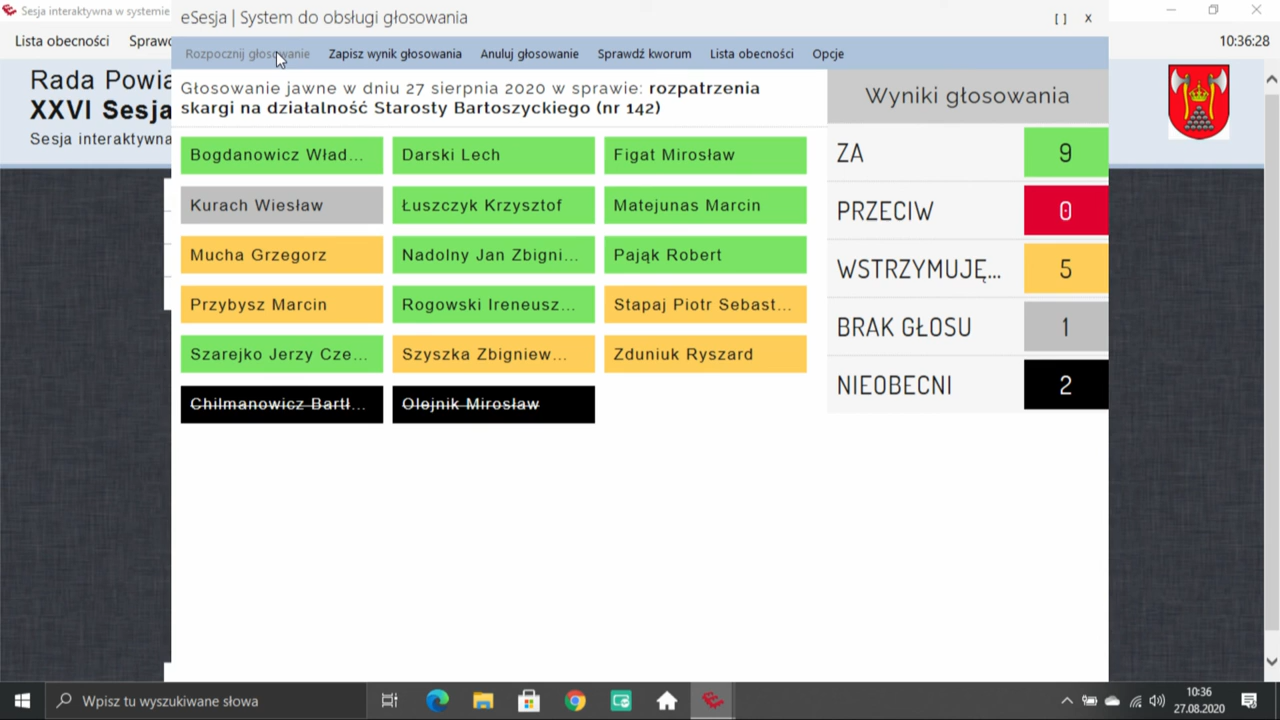 Sesja interaktywna w systemie
eSesja | System do obsługi głosowania
[ ] x
Lista obecności Spraw
Rozpocznij głosowanie Zapisz wynik głosowania Anuluj głosowanie Sprawdź kworum Lista obecności Opcje
10:36:28
Rada Powia
XXVI Sesja
Sesja interaktywna
Głosowanie jawne w dniu 27 sierpnia 2020 w sprawie: rozpatrzenia
skargi na działalność Starosty Bartoszyckiego (nr 142)
Wyniki głosowania
Bogdanowicz Wład... Darski Lech Figat Mirosław
Kurach Wiesław Łuszczyk Krzysztof Matejunas Marcin
Mucha Grzegorz Nadolny Jan Zbigni... Pająk Robert
Przybysz Marcin Rogowski Ireneusz... Stapaj Piotr Sebast...
Szarejko Jerzy Cze... Szyszka Zbigniew... Zduniuk Ryszard
Chilmanowicz Bartł... Olejnik Mirosław
ZA 9
PRZECIW 0
WSTRZYMUJĘ... 5
BRAK GŁOSU 1
NIEOBECNI 2
Wpisz tu wyszukiwane słowa
10:36
27.08.2020